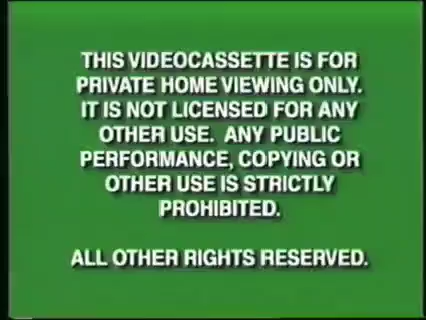 THIS VIDEOCASSETTE IS FOR
PRIVATE HOME VIEWING ONLY.
IT IS NOT LICENSED FOR ANY
OTHER USE. ANY PUBLIC
PERFORMANCE, COPYING OR
OTHER USE IS STRICTLY
PROHIBITED.
ALL OTHER RIGHTS RESERVED.